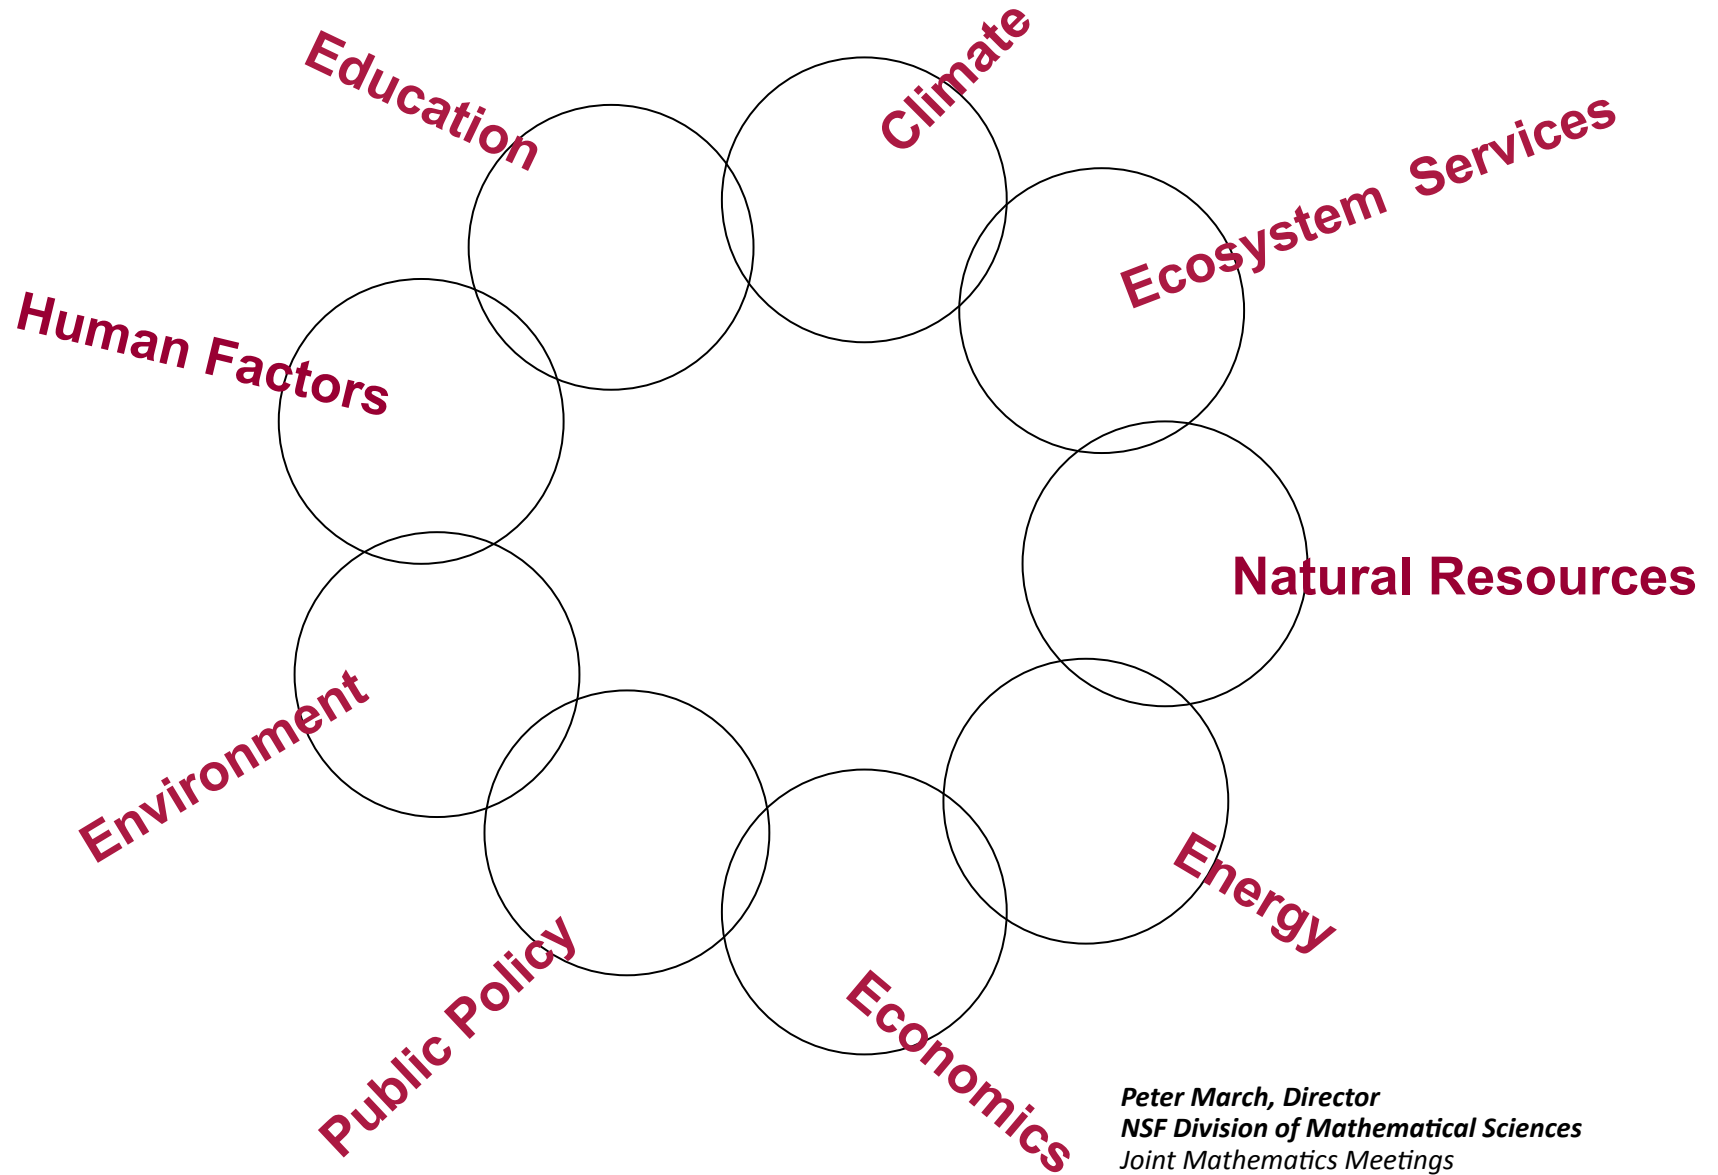 Education
Climate
Ecosystem Services
Human Factors
Natural Resources
Environment
Energy
Public Policy
Economics
Peter March, Director
NSF Division of Mathematical Sciences
Joint Mathematics Meetings